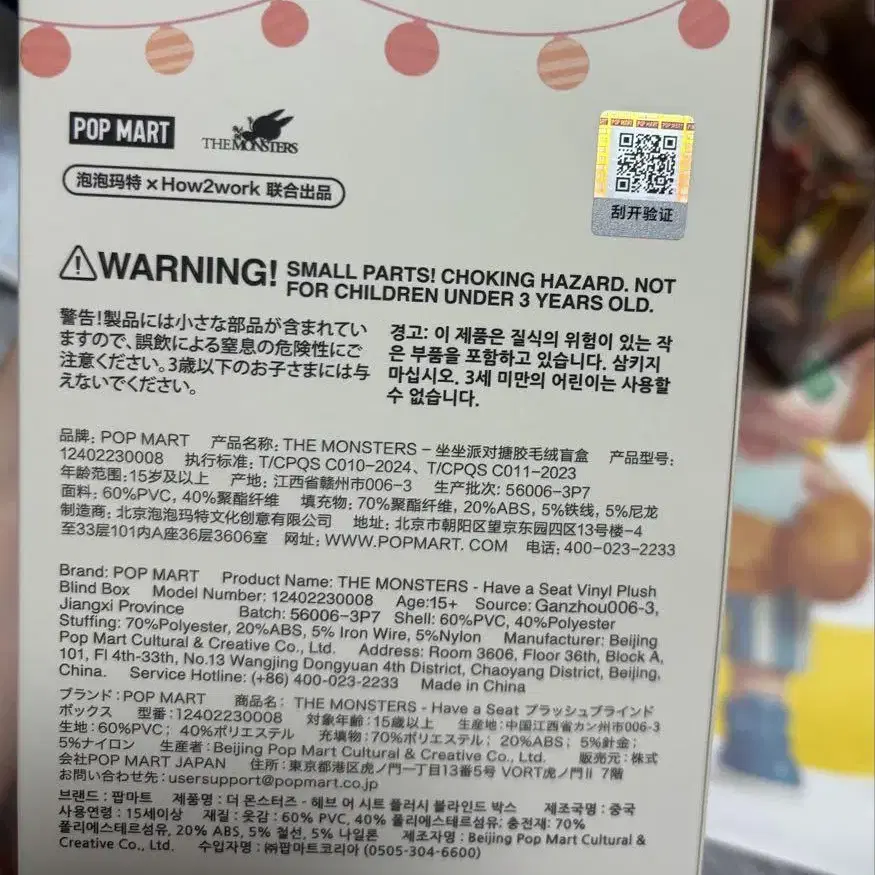 POP MART
THE MONSTERS
泡泡玛特 × How2work 联合出品
POP MART POP MART
刮开验证
WARNING! SMALL PARTS! CHOKING HAZARD. NOT
FOR CHILDREN UNDER 3 YEARS OLD.
警告!製品には小さな部品が含まれてい
ますので、誤飲による窒息の危険性にご
注意ください。3歳以下のお子さまには与
えないでください。
경고: 이 제품은 질식의 위험이 있는 작
은 부품을 포함하고 있습니다. 삼키지
마십시오. 3세 미만의 어린이는 사용할
수 없습니다.
品牌: POP MART 产品名称: THE MONSTERS – 坐坐派对搪胶毛绒盲盒 产品型号:
12402230008 执行标准: T/CPQS C010–2024、T/CPQS C011–2023
年龄范围:15岁及以上 产地: 江西省赣州市006–3 生产批次: 56006–3P7
面料: 60%PVC, 40%聚酯纤维 填充物: 70%聚酯纤维, 20%ABS, 5%铁线, 5%尼龙
制造商: 北京泡泡玛特文化创意有限公司 地址: 北京市朝阳区望京东园四区13号楼–4
至33层101内A座36层3606室 网址: WWW.POPMART. COM 电话: 400–023–2233
Brand: POP MART Product Name: THE MONSTERS - Have a Seat Vinyl Plush
Blind Box Model Number: 12402230008 Age:15+ Source: Ganzhou006-3,
Jiangxi Province Batch: 56006-3P7 Shell: 60%PVC, 40%Polyester
Stuffing: 70%Polyester, 20%ABS, 5% Iron Wire, 5%Nylon Manufacturer: Beijing
Pop Mart Cultural & Creative Co., Ltd. Address: Room 3606, Floor 36th, Block A,
101, Fl 4th-33th, No.13 Wangjing Dongyuan 4th District, Chaoyang District, Beijing,
China. Service Hotline: (+86) 400-023-2233 Made in China
ブランド: POP MART 商品名: THE MONSTERS - Have a Seat プラッシュブラインド
ボックス 型番:12402230008 対象年齢:15歳以上 生産地:中国江西省カン州市006-3
生地:60%PVC; 40%ポリエステル 充填物:70%ポリエステル; 20%ABS; 5%針金;
5%ナイロン 生産者:Beijing Pop Mart Cultural & Creative Co., Ltd. 販売元:株式
会社POP MART JAPAN 住所:東京都港区虎ノ門一丁目13番5号 VORT虎ノ門II 7階
お問い合わせ先:usersupport@popmart.co.jp
브랜드: 팝마트 제품명: 더 몬스터즈 - 헤브 어 시트 플러시 블라인드 박스 제조국명: 중국
사용연령: 15세이상 재질: 겉감: 60% PVC, 40% 폴리에스테르섬유; 충전재: 70%
폴리에스테르섬유, 20% ABS, 5% 철선, 5% 나일론 제조자명: Beijing Pop Mart Cultural &
Creative Co., Ltd. 수입자명: ㈜팝마트코리아 (0505-304-6600)